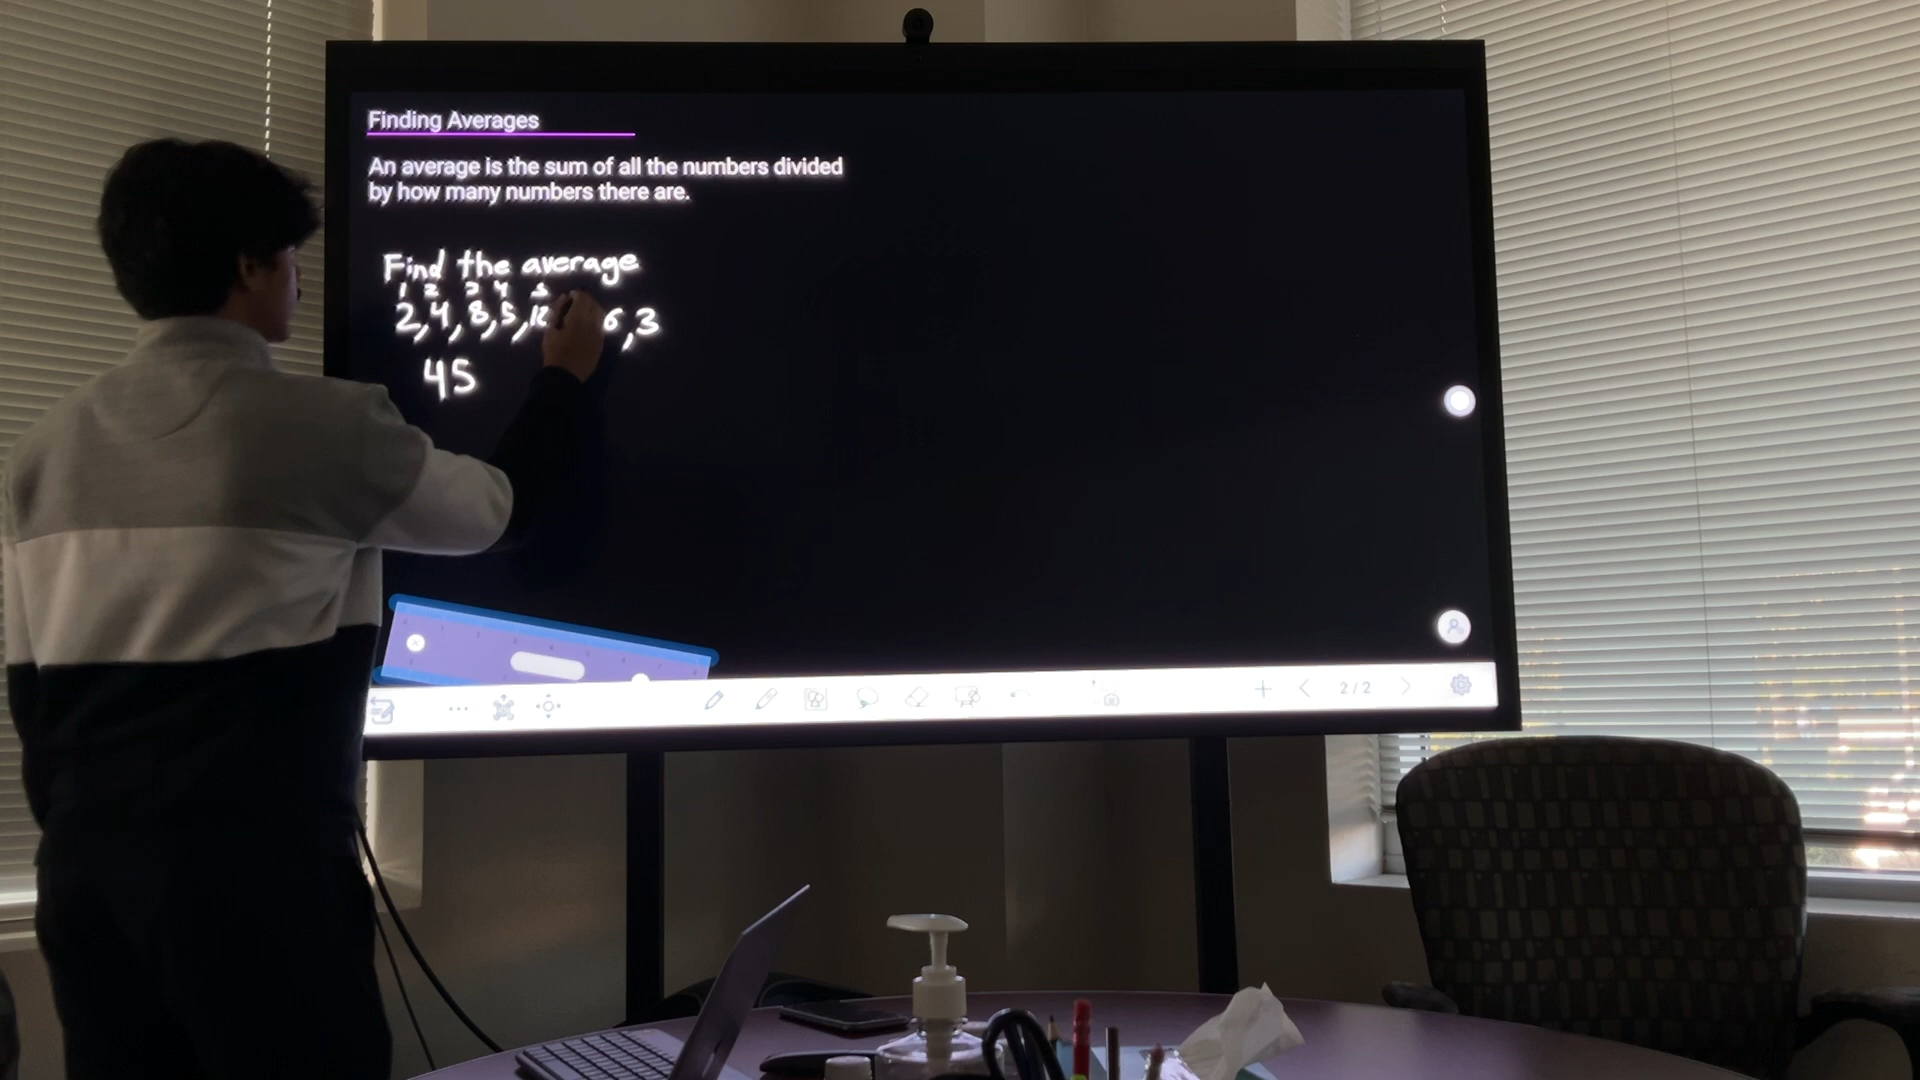 Finding Averages
An average is the sum of all the numbers divided
by how many numbers there are.
Find the average
1 2 3 4 5
2,4,8,5,12 6,3
45
2/2